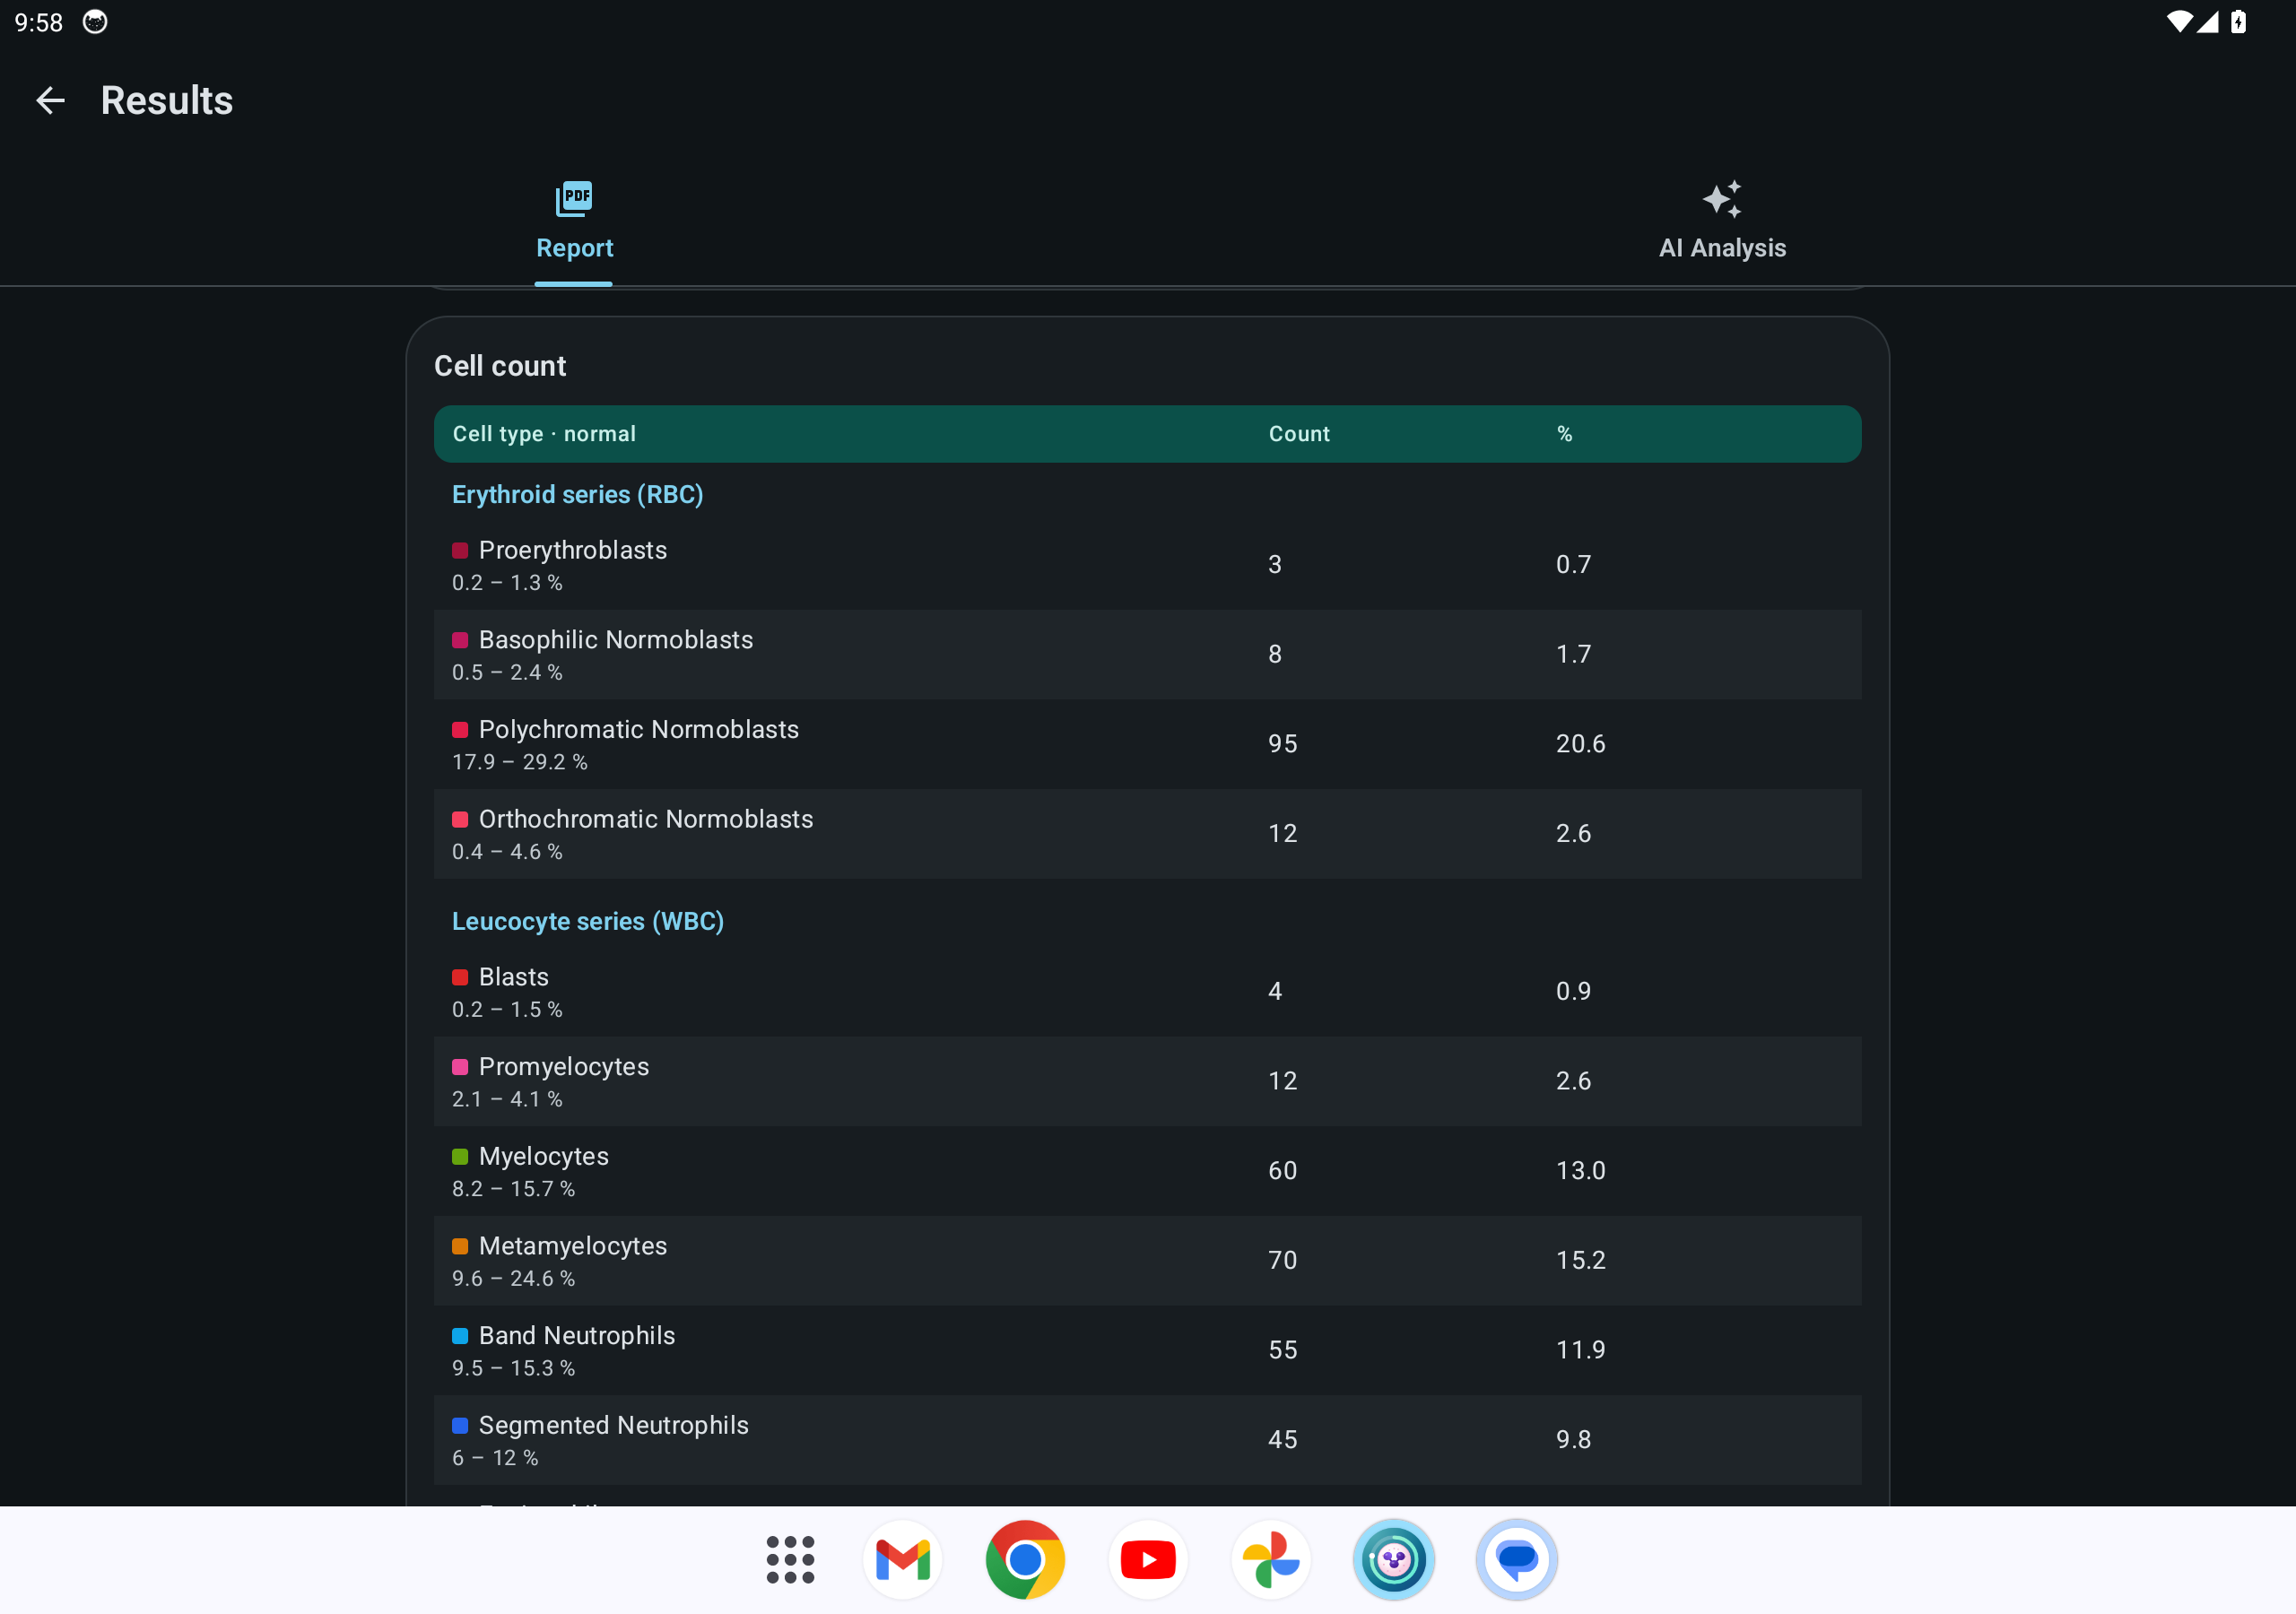 9:58
Results
PDF
Report
AI Analysis
Cell count
Cell type · normal Count %
Erythroid series (RBC)
Proerythroblasts
0.2 – 1.3 %
3 0.7
Basophilic Normoblasts
0.5 – 2.4 %
8 1.7
Polychromatic Normoblasts
17.9 – 29.2 %
95 20.6
Orthochromatic Normoblasts
0.4 – 4.6 %
12 2.6
Leucocyte series (WBC)
Blasts
0.2 – 1.5 %
4 0.9
Promyelocytes
2.1 – 4.1 %
12 2.6
Myelocytes
8.2 – 15.7 %
60 13.0
Metamyelocytes
9.6 – 24.6 %
70 15.2
Band Neutrophils
9.5 – 15.3 %
55 11.9
Segmented Neutrophils
6 – 12 %
45 9.8